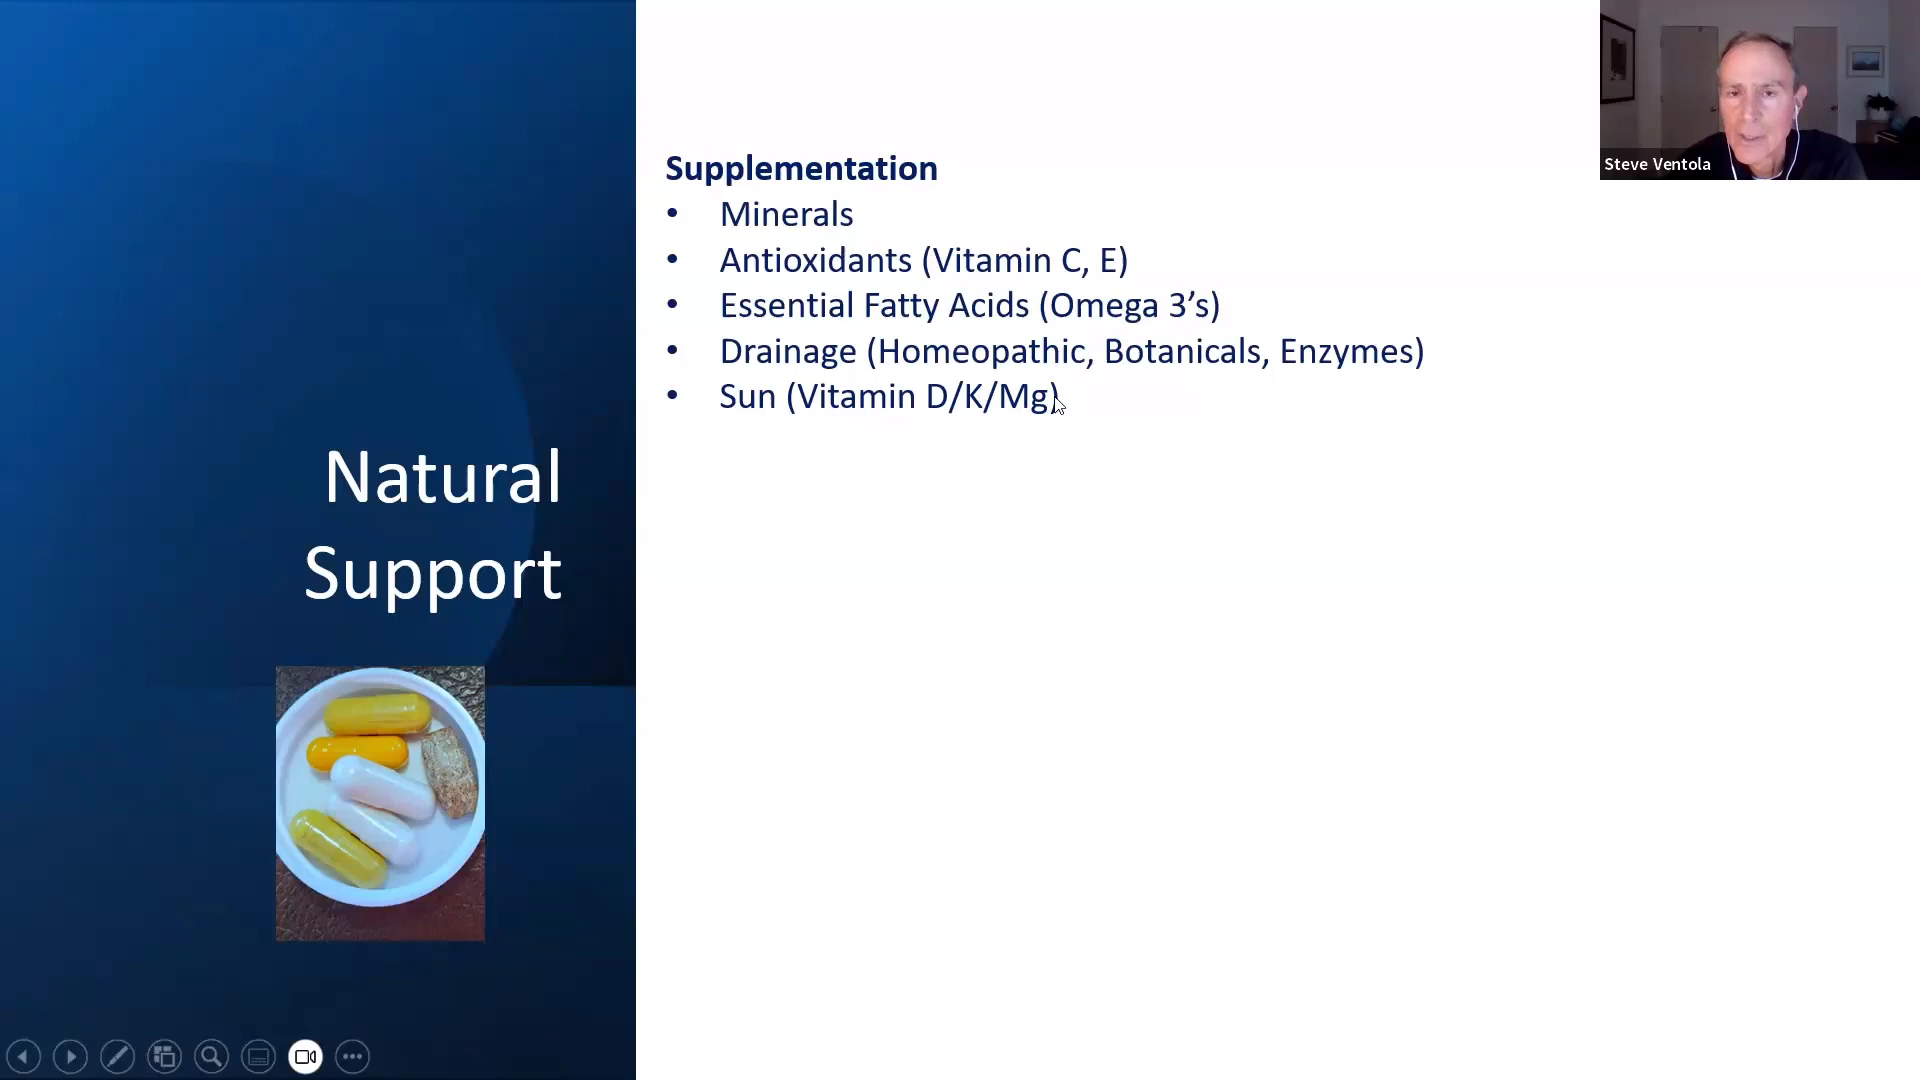 Natural
Support
Supplementation
• Minerals
• Antioxidants (Vitamin C, E)
• Essential Fatty Acids (Omega 3’s)
• Drainage (Homeopathic, Botanicals, Enzymes)
• Sun (Vitamin D/K/Mg)
Steve Ventola